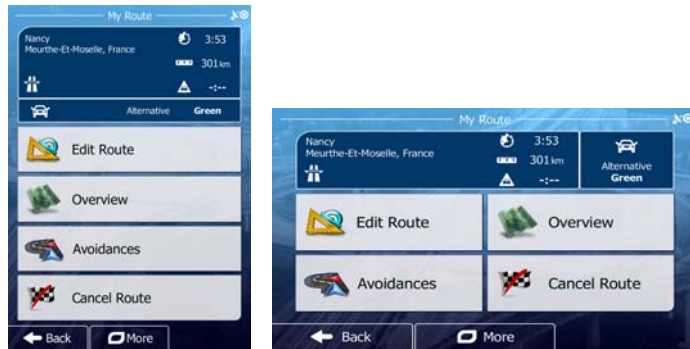 My Route
Nancy
Meurthe-Et-Moselle, France
3:53
301 km
-:--
Alternative Green
Edit Route
Overview
Avoidances
Cancel Route
Back More
My Route
Nancy
Meurthe-Et-Moselle, France
3:53
301 km
-:--
Alternative
Green
Edit Route Overview
Avoidances Cancel Route
Back More